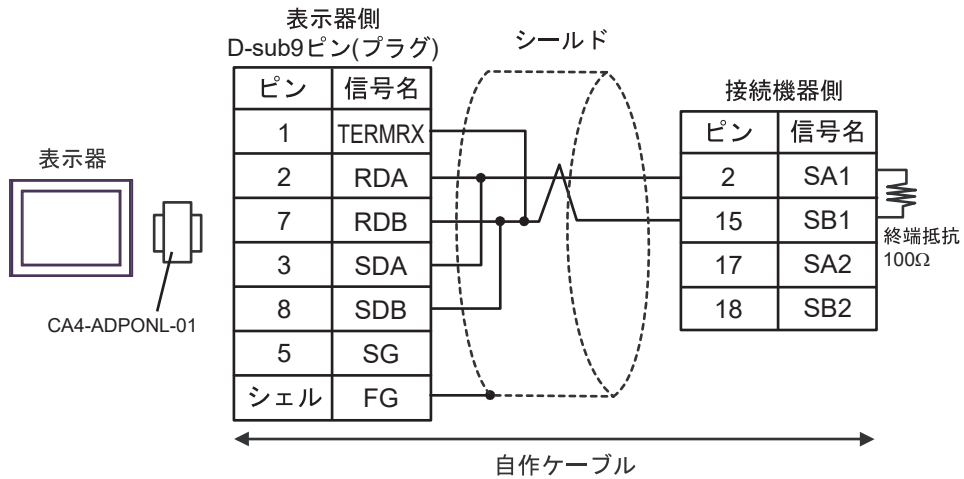 表示器側
D-sub9ピン(プラグ)
シールド
接続機器側
表示器
CA4-ADPONL-01
ピン 信号名
1 TERMRX
2 RDA
7 RDB
3 SDA
8 SDB
5 SG
シェル FG
ピン 信号名
2 SA1
15 SB1
17 SA2
18 SB2
終端抵抗
100Ω
自作ケーブル